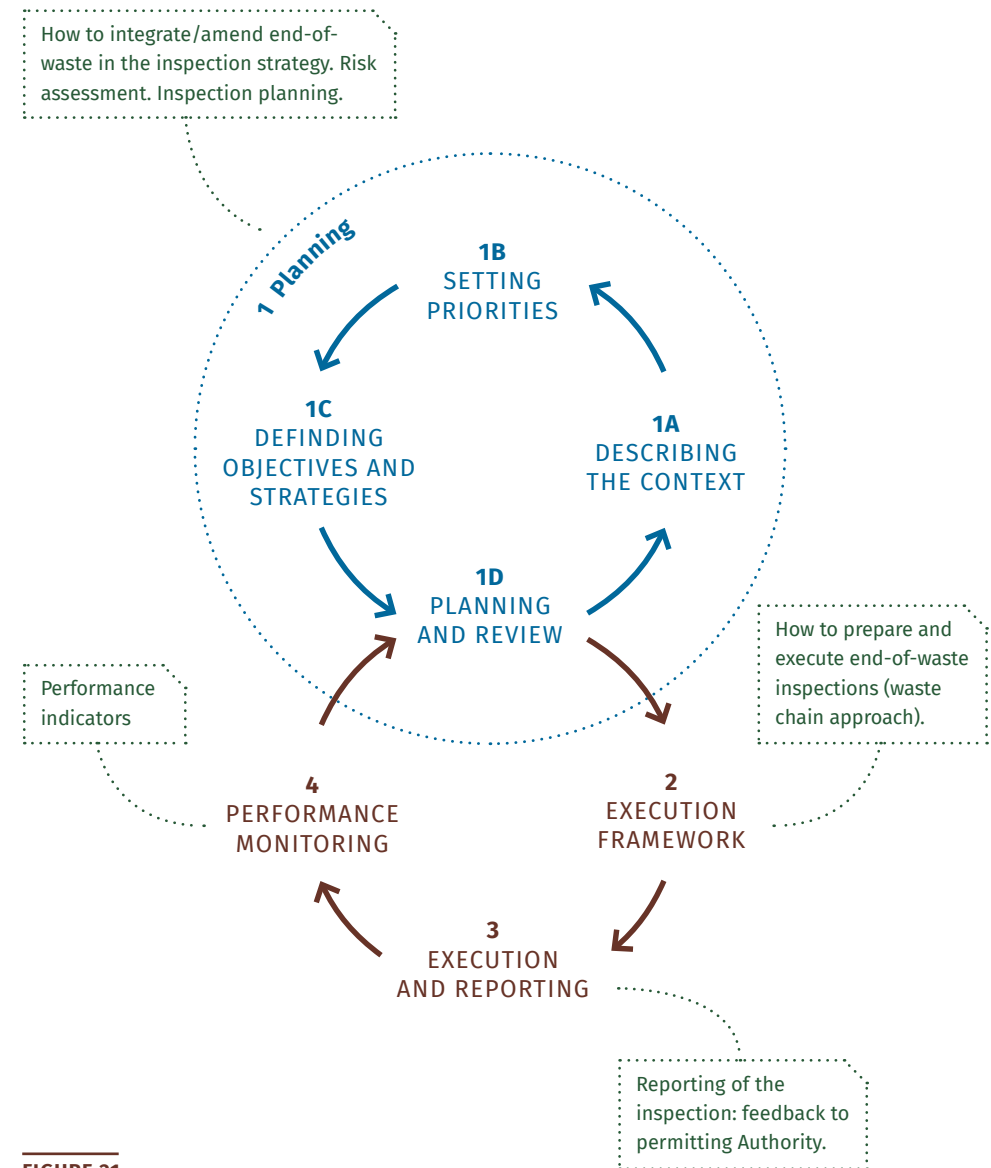 How to integrate/amend end-of-
waste in the inspection strategy. Risk
assessment. Inspection planning.
1 Planning
1B
SETTING
PRIORITIES
1C
DEFINDING
OBJECTIVES AND
STRATEGIES
1A
DESCRIBING
THE CONTEXT
1D
PLANNING
AND REVIEW
How to prepare and
execute end-of-waste
inspections (waste
chain approach).
Performance
indicators
4
PERFORMANCE
MONITORING
2
EXECUTION
FRAMEWORK
3
EXECUTION
AND REPORTING
Reporting of the
inspection: feedback to
permitting Authority.
FIGURE 21